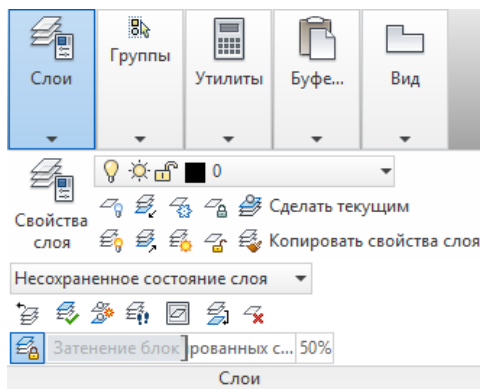 Слои
Группы
Утилиты
Буфе...
Вид
0
Свойства слоя
Сделать текущим
Копировать свойства слоя
Несохраненное состояние слоя
Затенение блок рованных с... 50%
Слои